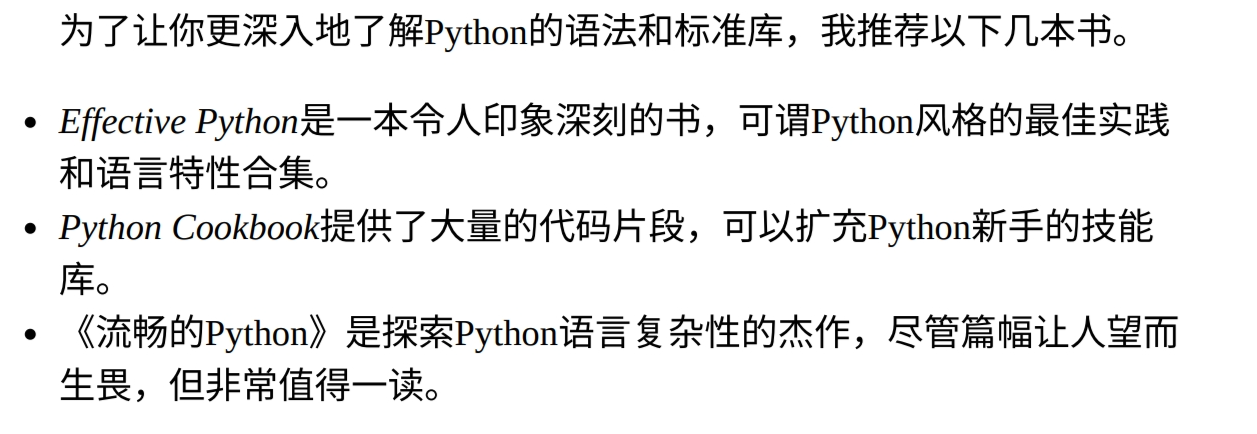 为了让你更深入地了解Python的语法和标准库，我推荐以下几本书。
• Effective Python是一本令人印象深刻的书，可谓Python风格的最佳实践
和语言特性合集。
• Python Cookbook提供了大量的代码片段，可以扩充Python新手的技能
库。
• 《流畅的Python》是探索Python语言复杂性的杰作，尽管篇幅让人望而
生畏，但非常值得一读。